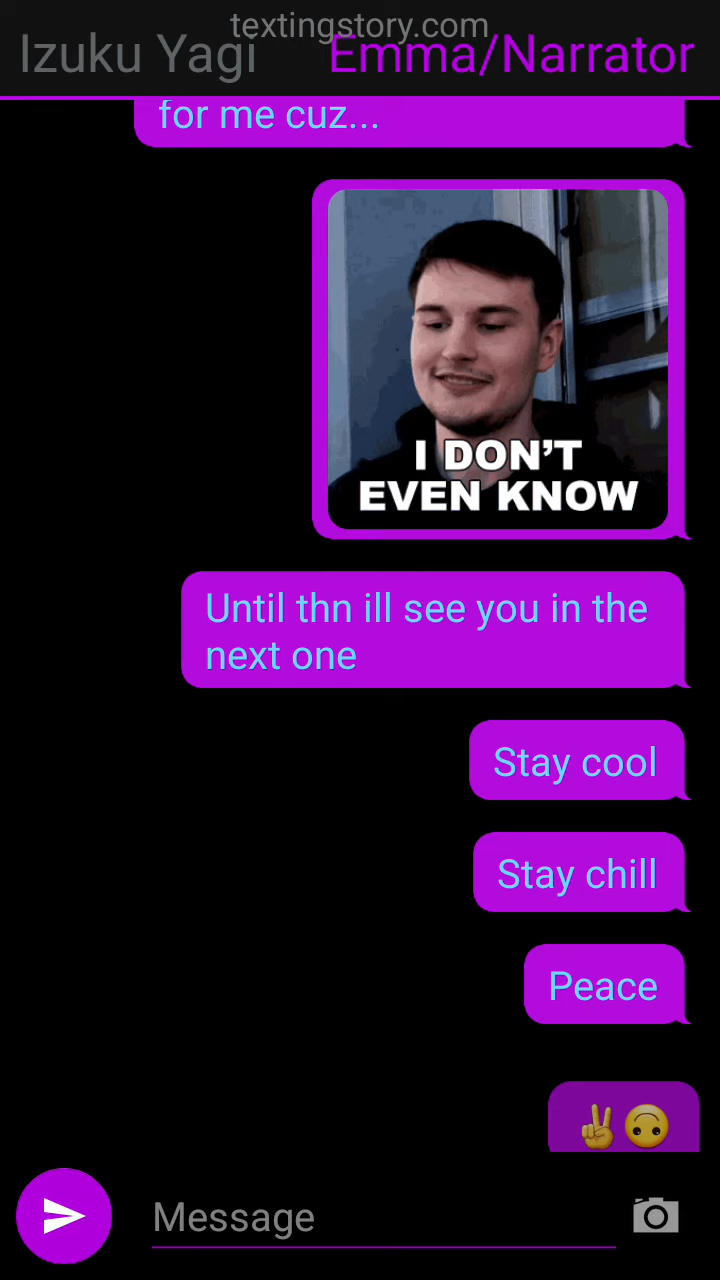 textingstory.com
Izuku Yagi Emma/Narrator
for me cuz...
I DON'T
EVEN KNOW
Until thn ill see you in the
next one
Stay cool
Stay chill
Peace
✌🙃
Message